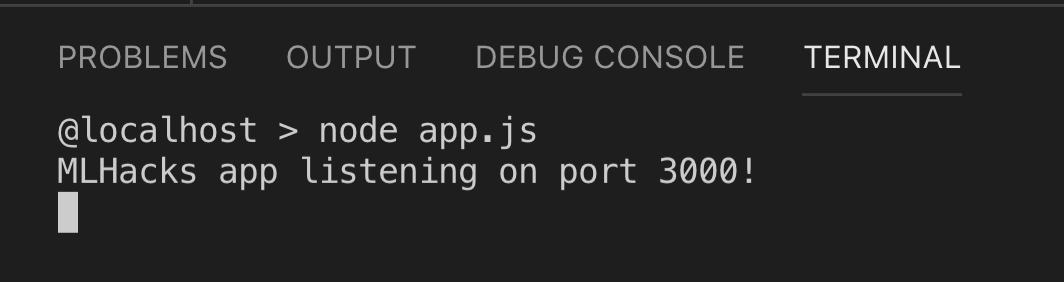 PROBLEMS OUTPUT DEBUG CONSOLE TERMINAL
@localhost > node app.js
MLHacks app listening on port 3000!